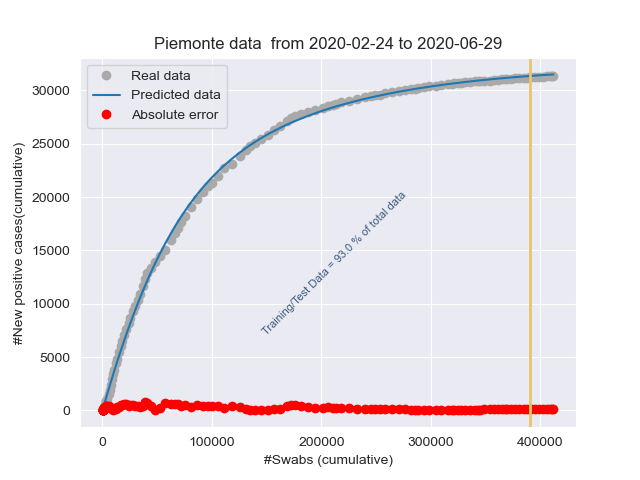 Piemonte data  from 2020-02-24 to 2020-06-29
Real data
Predicted data
Absolute error
Training/Test Data = 93.0 % of total data
#New positive cases(cumulative)
30000
25000
20000
15000
10000
5000
0
0
100000
200000
300000
400000
#Swabs (cumulative)